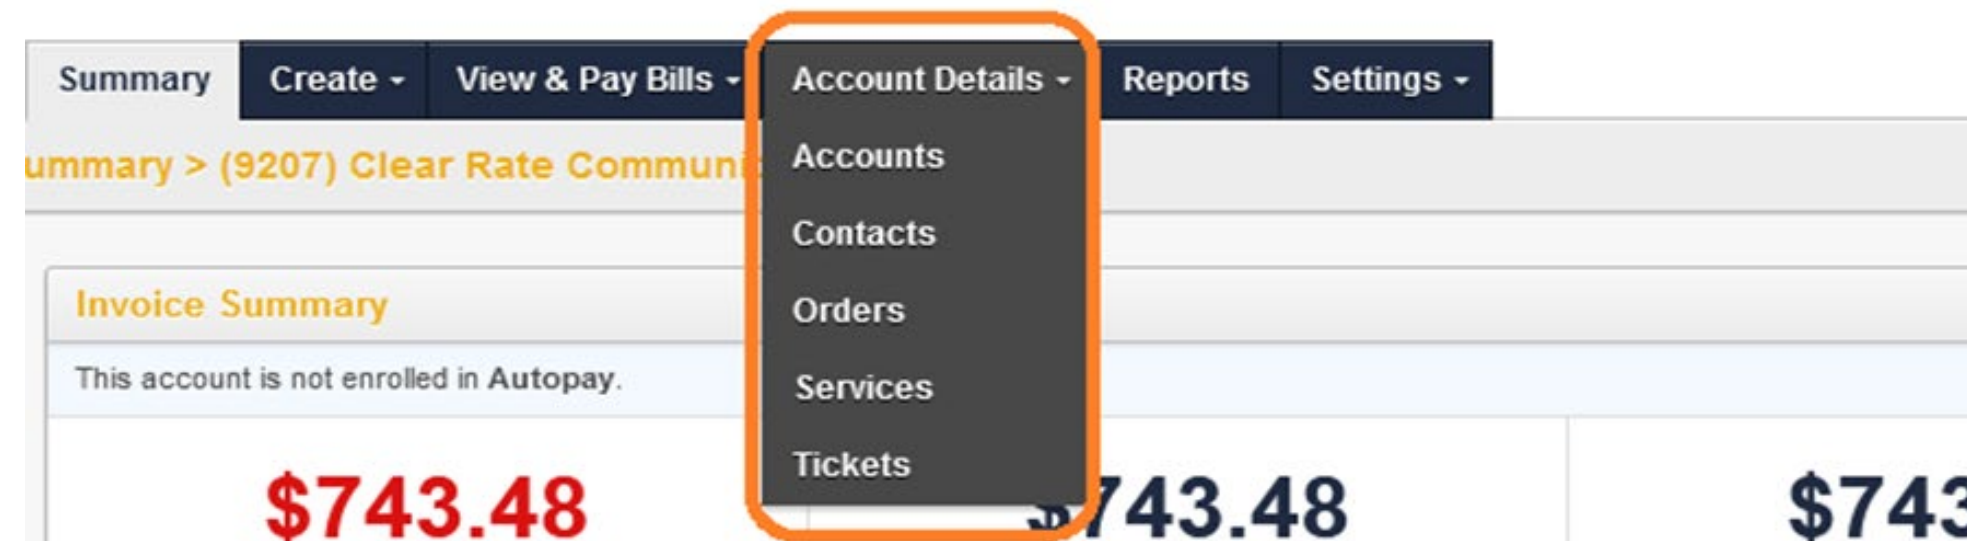 Summary Create View & Pay Bills Account Details Reports Settings
ummary > (9207) Clear Rate Communi
Accounts
Contacts
Orders
Services
Tickets
Invoice Summary
This account is not enrolled in Autopay.
$743.48 $743.48 $743